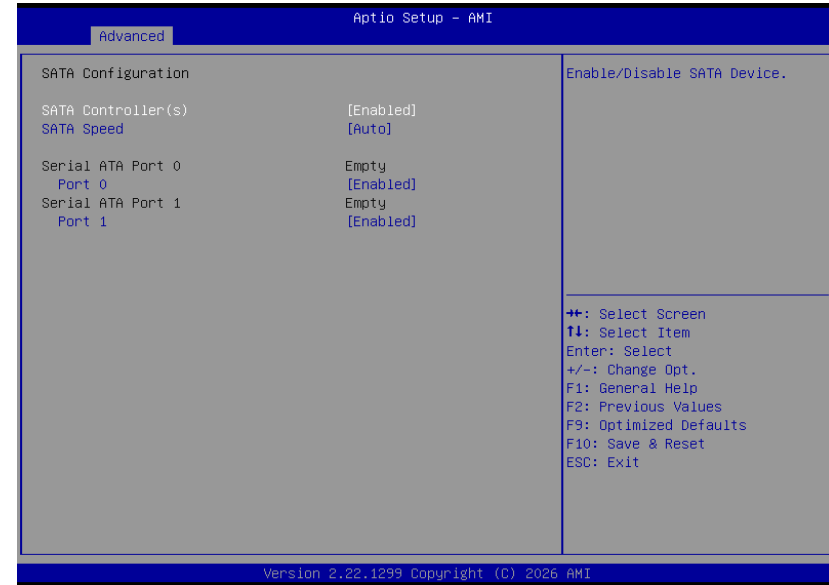 Aptio Setup - AMI
Advanced
SATA Configuration
SATA Controller(s) [Enabled]
SATA Speed [Auto]
Serial ATA Port 0 Empty
Port 0 [Enabled]
Serial ATA Port 1 Empty
Port 1 [Enabled]
Enable/Disable SATA Device.
→←: Select Screen
↑↓: Select Item
Enter: Select
+/-: Change Opt.
F1: General Help
F2: Previous Values
F9: Optimized Defaults
F10: Save & Reset
ESC: Exit
Version 2.22.1299 Copyright (C) 2026 AMI